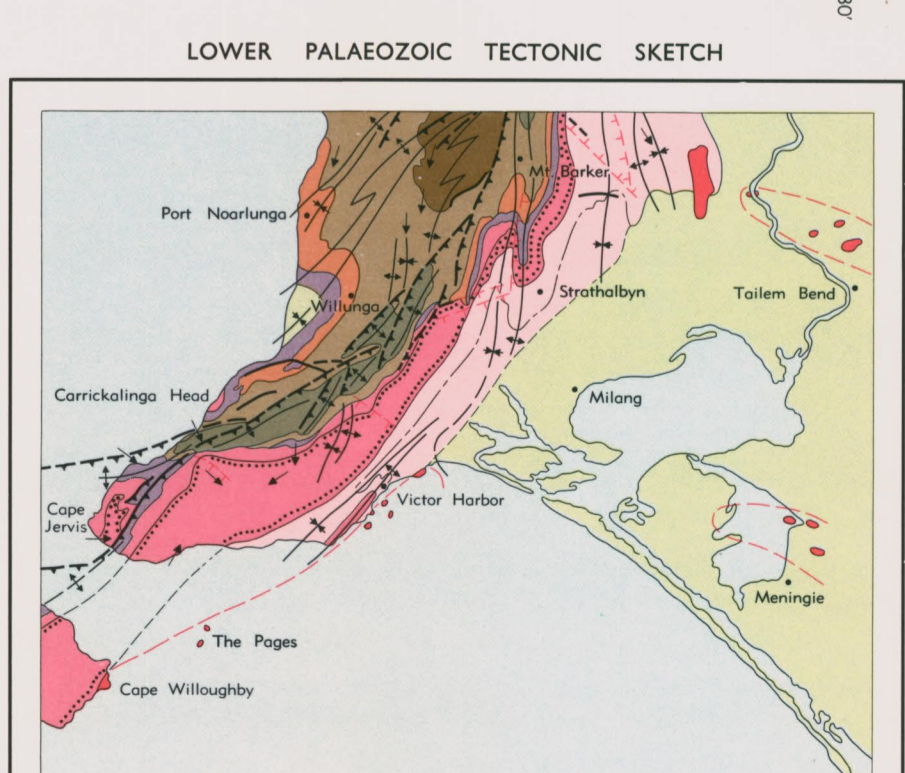 30'
LOWER PALAEOZOIC TECTONIC SKETCH
Mt. Barker
Port Noarlunga
Strathalbyn
Tailem Bend
Willunga
Carrickalinga Head
Milang
Victor Harbor
Cape
Jervis
Meningie
The Pages
Cape Willoughby